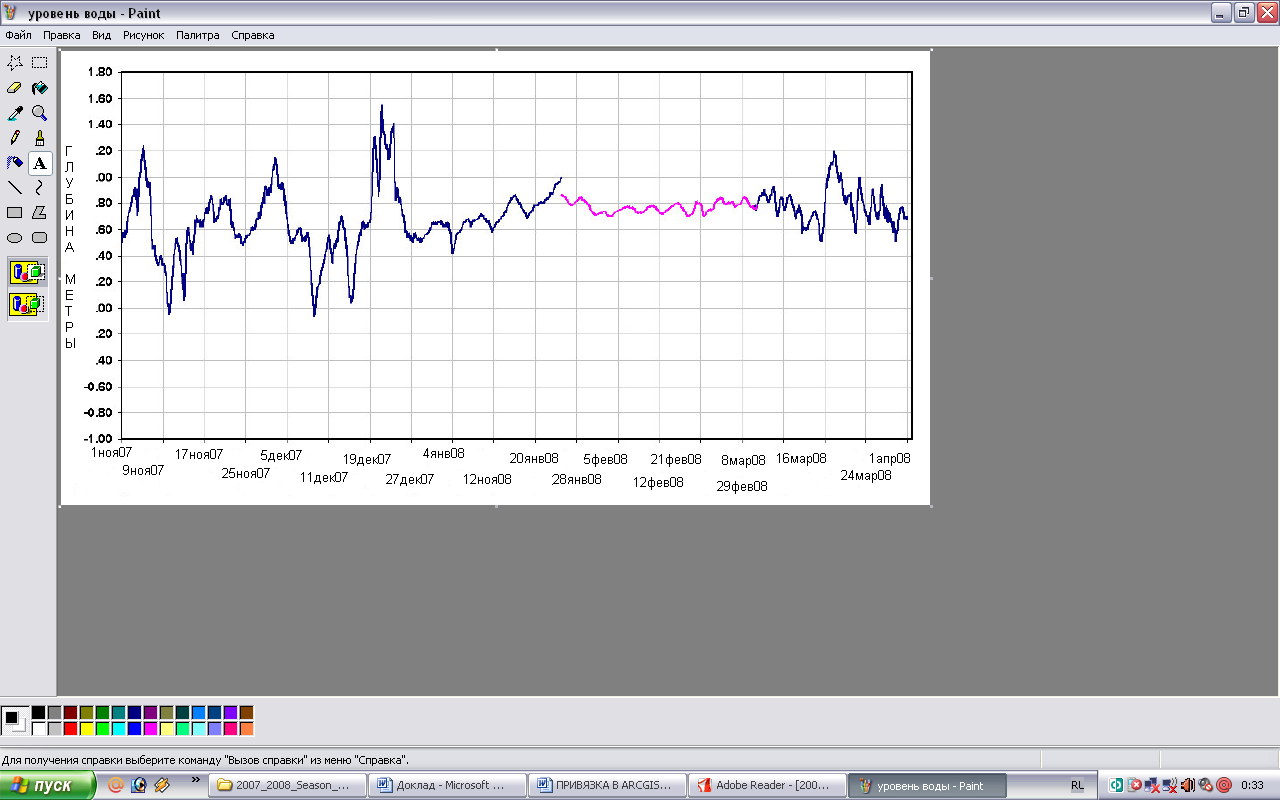 уровень воды - Paint
Файл Правка Вид Рисунок Палитра Справка
A
ГЛУБИНА МЕТРЫ
1.80
1.60
1.40
.20
.00
.80
.60
.40
.20
.00
.20
.40
-0.60
-0.80
-1.00
1ноя07 17ноя07 5дек07 19дек07 4янв08 20янв08 5фев08 21фев08 8мар08 16мар08 1апр08
9ноя07 25ноя07 11дек07 27дек07 12ноя08 28янв08 12фев08 29фев08 24мар08
Для получения справки выберите команду "Вызов справки" из меню "Справка".
пуск » 2007_2008_Season_... Доклад - Microsoft ... ПРИВЯЗКА В ARCGIS... Adobe Reader - [200... уровень воды - Paint RL 0:33